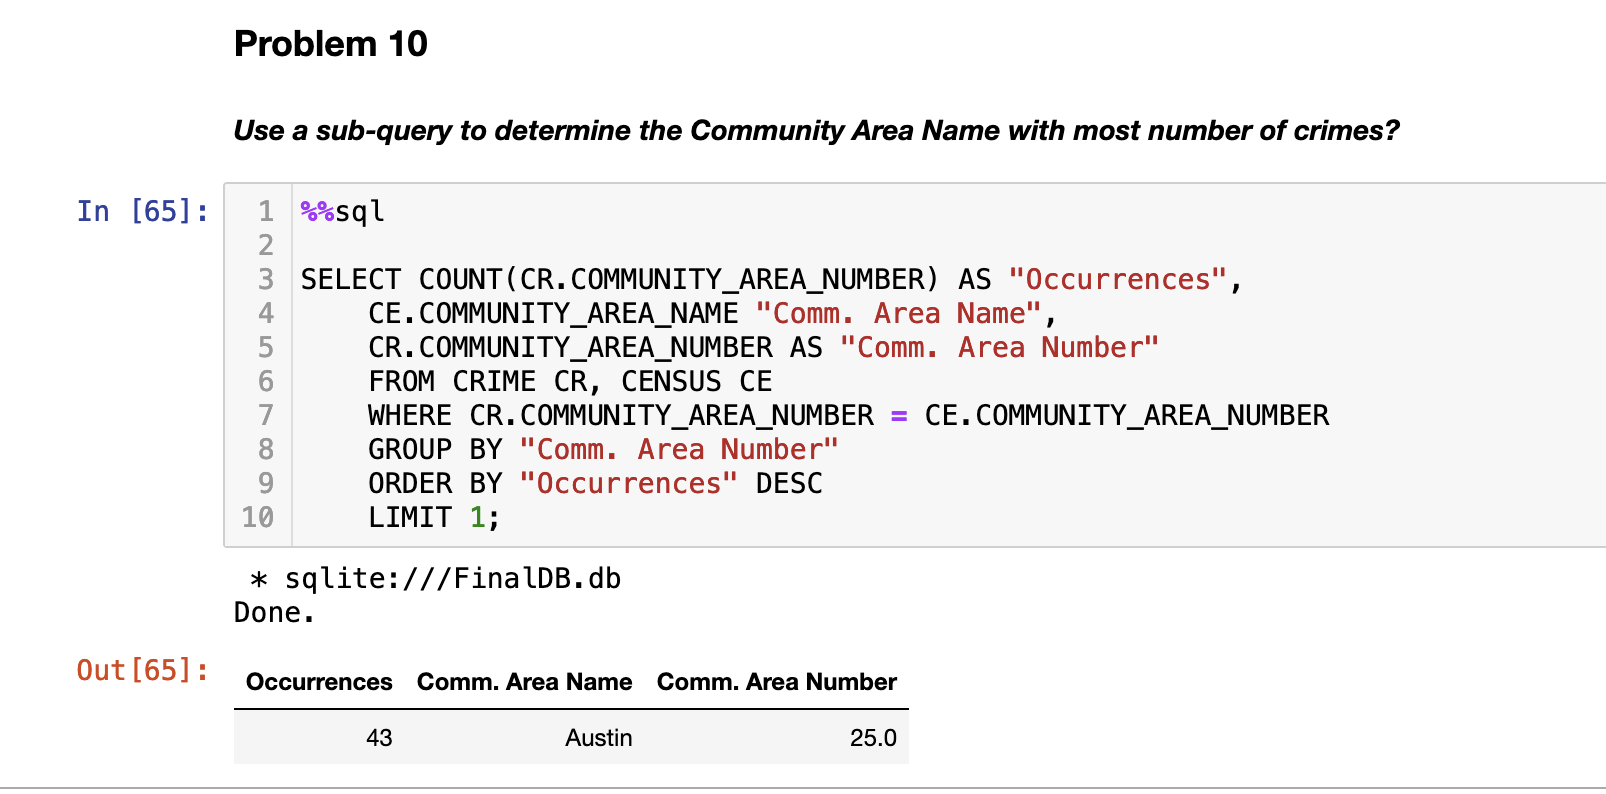 Problem 10
Use a sub-query to determine the Community Area Name with most number of crimes?
In [65]:
1 %%sql
2
3 SELECT COUNT(CR.COMMUNITY_AREA_NUMBER) AS "Occurrences",
4     CE.COMMUNITY_AREA_NAME "Comm. Area Name",
5     CR.COMMUNITY_AREA_NUMBER AS "Comm. Area Number"
6     FROM CRIME CR, CENSUS CE
7     WHERE CR.COMMUNITY_AREA_NUMBER = CE.COMMUNITY_AREA_NUMBER
8     GROUP BY "Comm. Area Number"
9     ORDER BY "Occurrences" DESC
10     LIMIT 1;
* sqlite:///FinalDB.db
Done.
Out[65]:
Occurrences Comm. Area Name Comm. Area Number
43 Austin 25.0